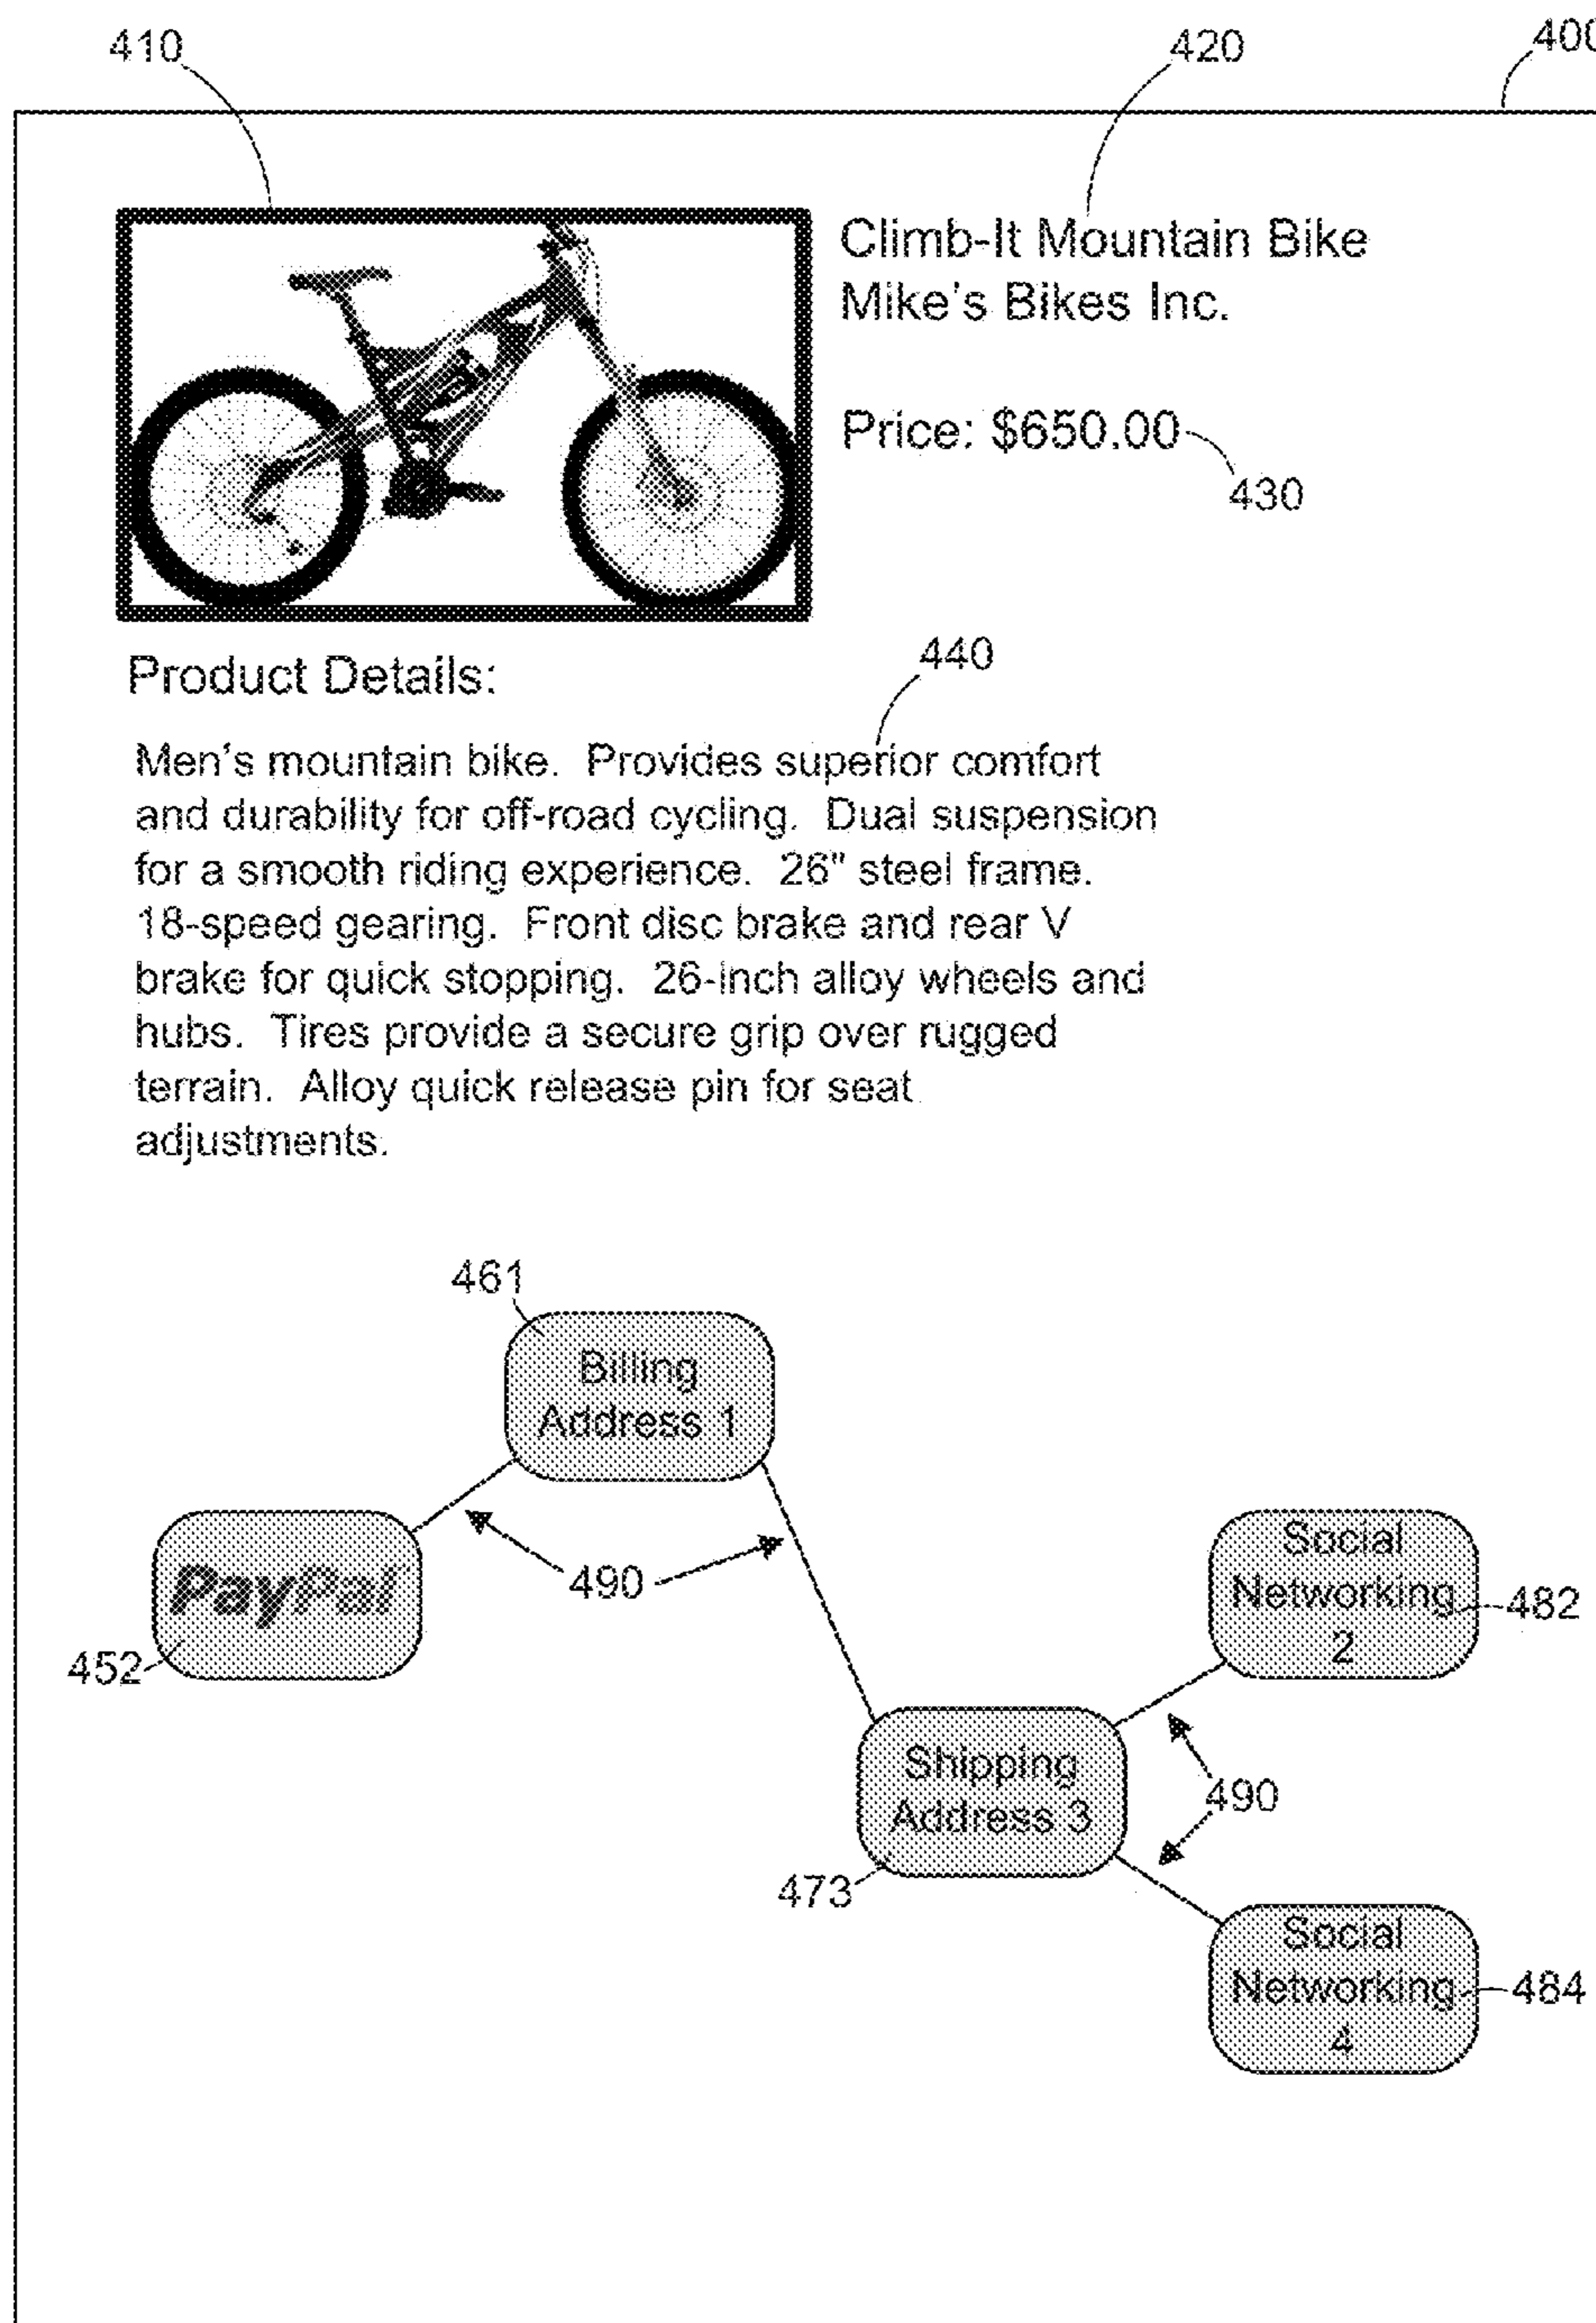 410
420
400
Climb-It Mountain Bike
Mike's Bikes Inc.
Price: $650.00
430
Product Details:
440
Men's mountain bike. Provides superior comfort
and durability for off-road cycling. Dual suspension
for a smooth riding experience. 26" steel frame.
18-speed gearing. Front disc brake and rear V
brake for quick stopping. 26-inch alloy wheels and
hubs. Tires provide a secure grip over rugged
terrain. Alloy quick release pin for seat
adjustments.
461
Billing
Address 1
PayPal
452
490
Social
Networking
2
482
Shipping
Address 3
473
490
Social
Networking
4
484